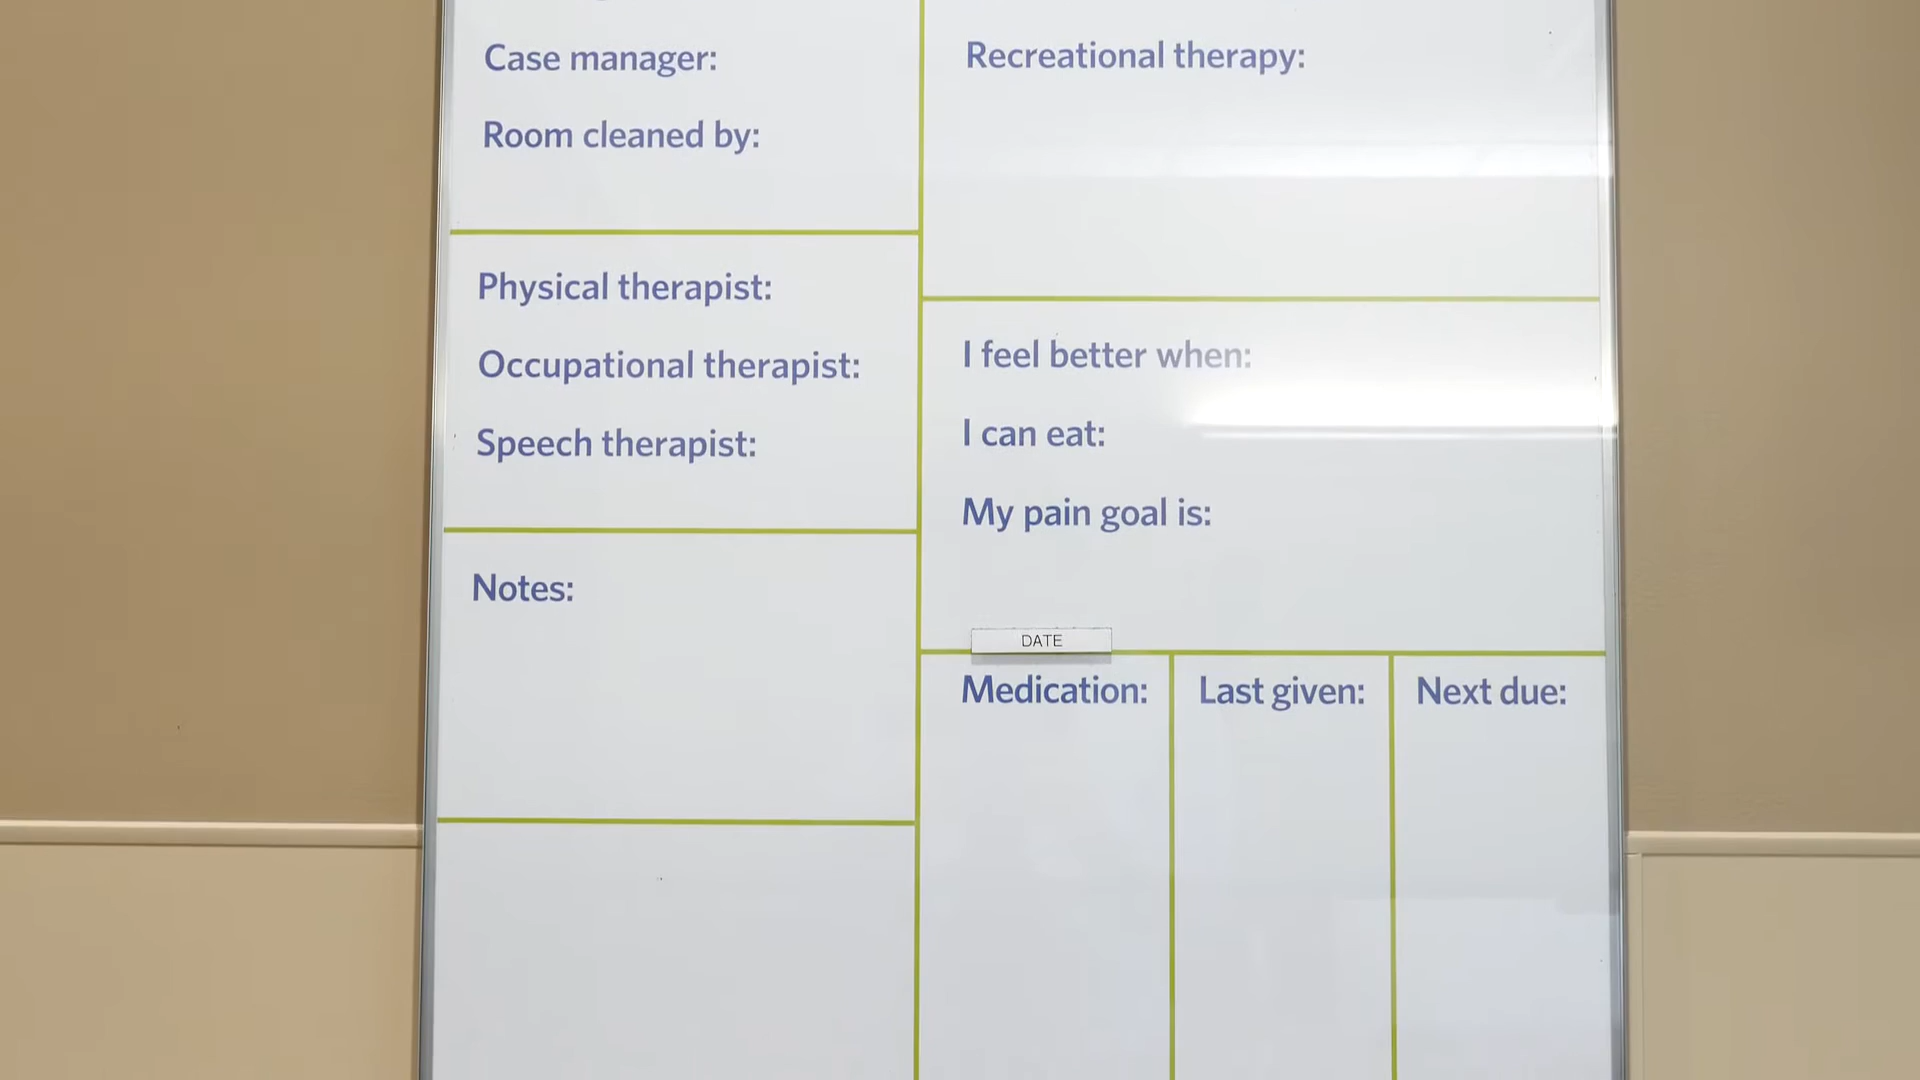 Case manager:
Room cleaned by:
Physical therapist:
Occupational therapist:
Speech therapist:
Notes:
Recreational therapy:
I feel better when:
I can eat:
My pain goal is:
DATE
Medication:
Last given:
Next due: